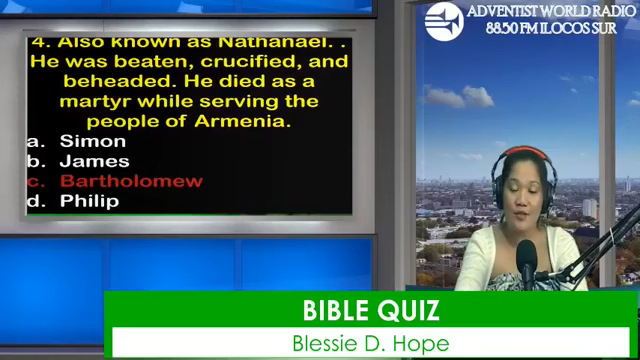 4. Also known as Nathanael. .
He was beaten, crucified, and
beheaded. He died as a
martyr while serving the
people of Armenia.
a. Simon
b. James
c. Bartholomew
d. Philip
ADVENTIST WORLD RADIO
88.50 FM ILOCOS SUR
BIBLE QUIZ
Blessie D. Hope